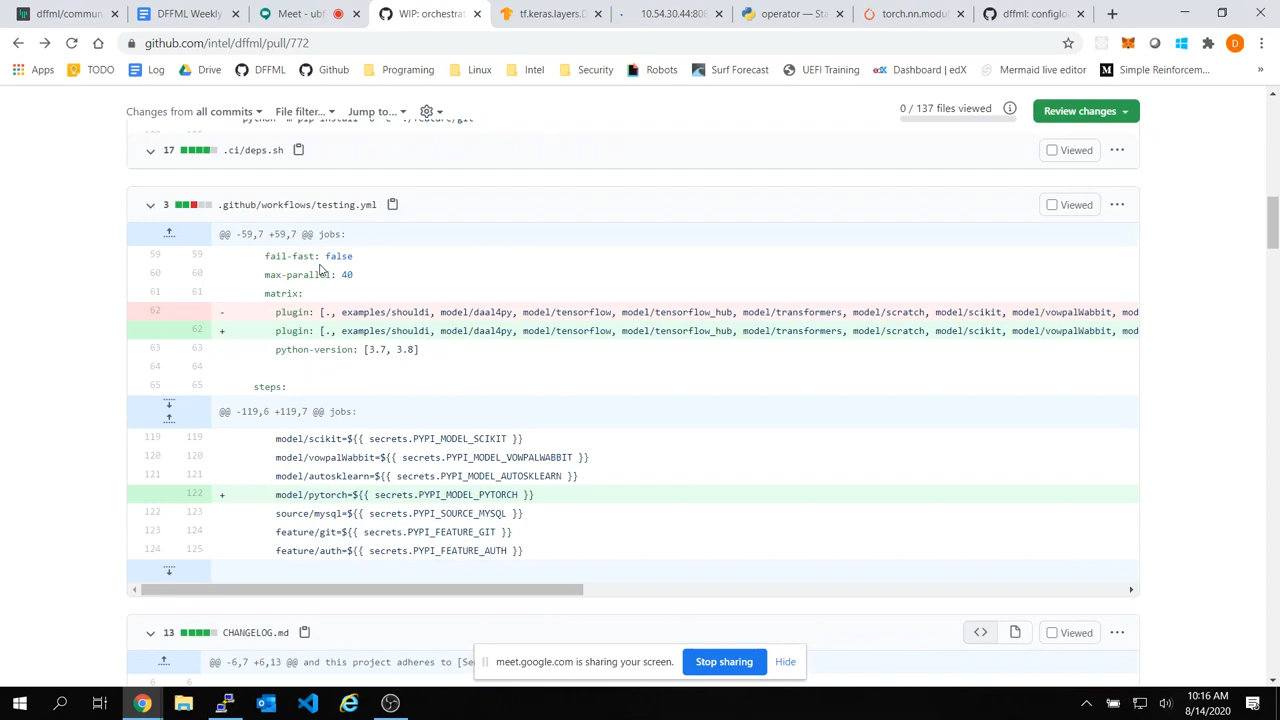 dffml/commun
DFFML Weekly
Meet - ubf
WIP: orchestrat
tf.keras.layers.
10.54.30.44:808
operator — Sta
torch.nn.modul
dffml: configloa
github.com/intel/dffml/pull/772
D
Apps
TODO
Log
Drive
DFFML
Github
Programing
Linux
Intel
Security
Robots
Surf Forecast
UEFI Training
Dashboard | edX
Mermaid live editor
Simple Reinforcem...
»
Changes from all commits
File filter...
Jump to...
0 / 137 files viewed
Review changes
17 .ci/deps.sh
Viewed
3 .github/workflows/testing.yml
Viewed
@@ -59,7 +59,7 @@ jobs:
59 59 fail-fast: false
60 60 max-parallel: 40
61 61 matrix:
62 - plugin: [., examples/shouldi, model/daal4py, model/tensorflow, model/tensorflow_hub, model/transformers, model/scratch, model/scikit, model/vowpalWabbit, mod
62 + plugin: [., examples/shouldi, model/daal4py, model/tensorflow, model/tensorflow_hub, model/transformers, model/scratch, model/scikit, model/vowpalWabbit, mod
63 63 python-version: [3.7, 3.8]
64 64
65 65 steps:
@@ -119,6 +119,7 @@ jobs:
119 119 model/scikit=${{ secrets.PYPI_MODEL_SCIKIT }}
120 120 model/vowpalWabbit=${{ secrets.PYPI_MODEL_VOWPALWABBIT }}
121 121 model/autosklearn=${{ secrets.PYPI_MODEL_AUTOSKLEARN }}
122 + model/pytorch=${{ secrets.PYPI_MODEL_PYTORCH }}
122 123 source/mysql=${{ secrets.PYPI_SOURCE_MYSQL }}
123 124 feature/git=${{ secrets.PYPI_FEATURE_GIT }}
124 125 feature/auth=${{ secrets.PYPI_FEATURE_AUTH }}
13 CHANGELOG.md
Viewed
@@ -6,7 +6,13 @@ and this project adheres to [Se
6 6
meet.google.com is sharing your screen.
Stop sharing
Hide
10:16 AM
8/14/2020